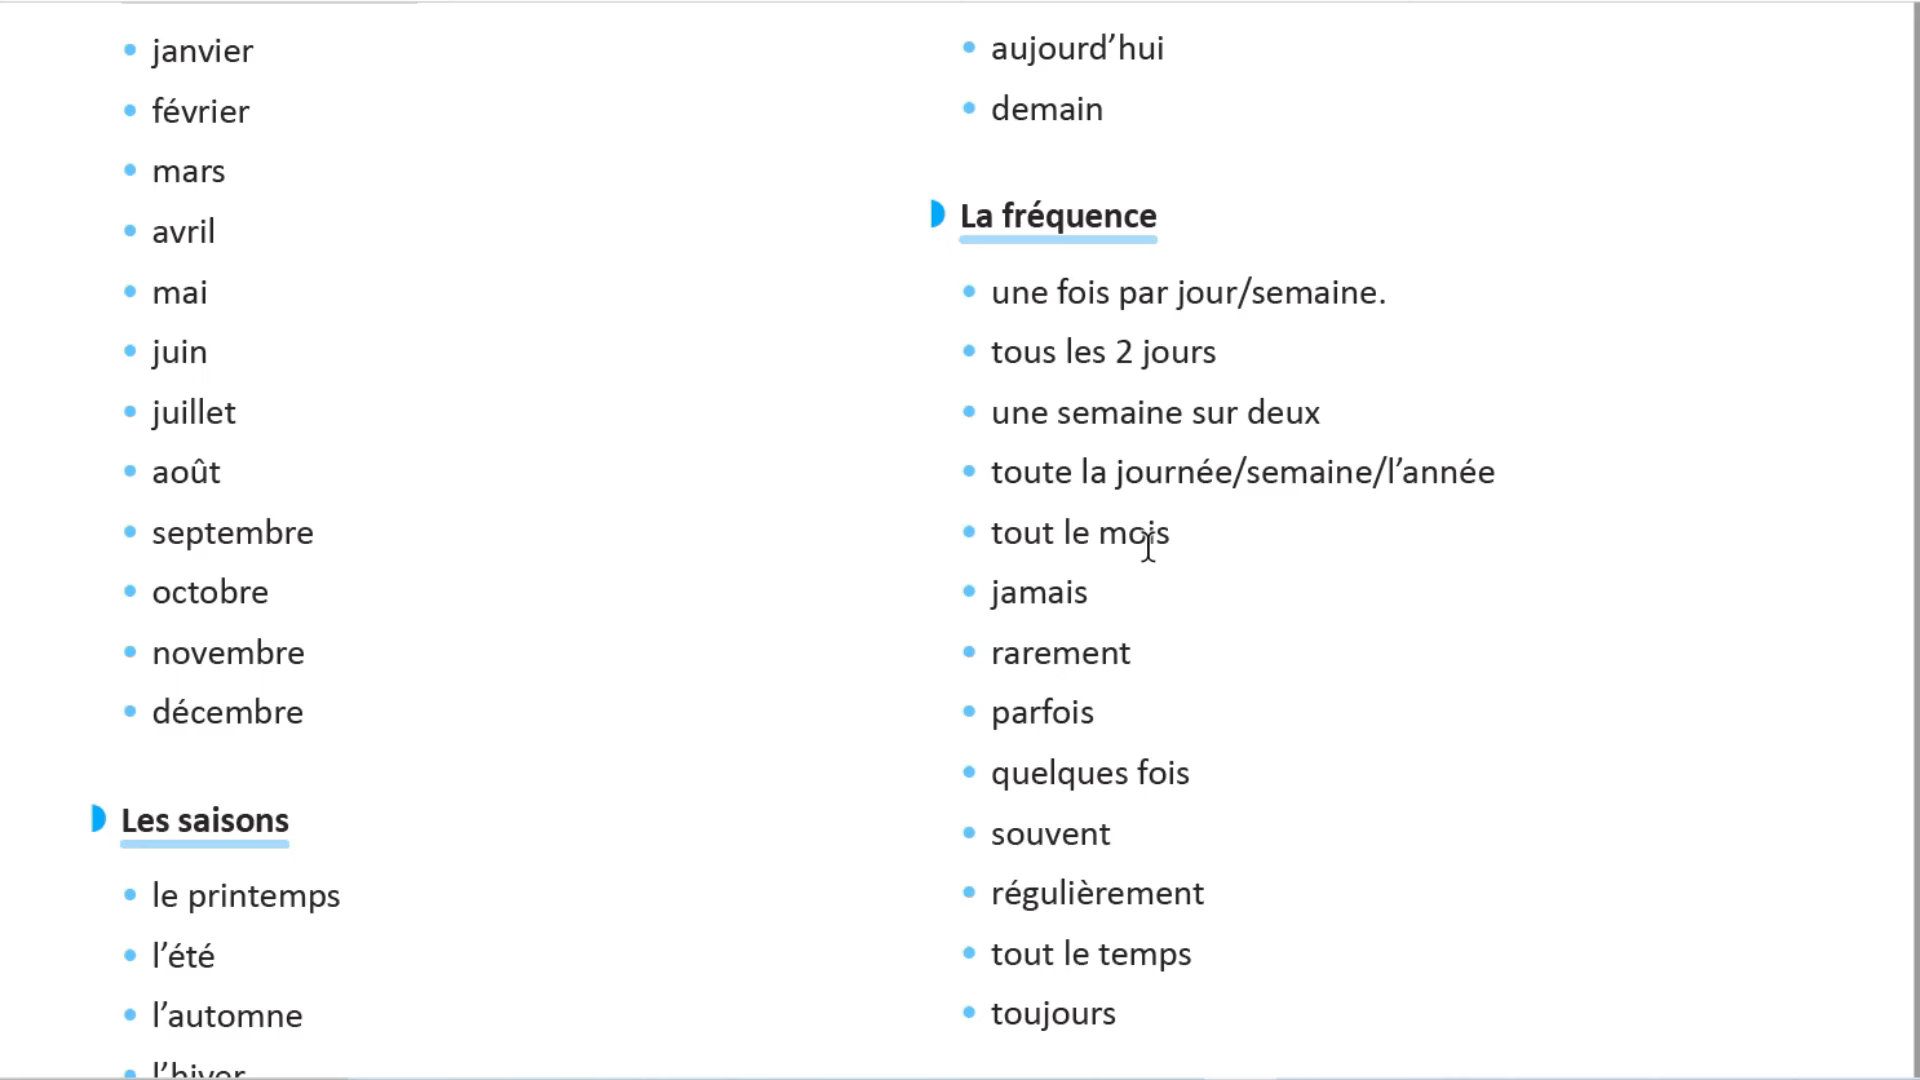 janvier
février
mars
avril
mai
juin
juillet
août
septembre
octobre
novembre
décembre
Les saisons
le printemps
l’été
l’automne
l’hiver
aujourd’hui
demain
La fréquence
une fois par jour/semaine.
tous les 2 jours
une semaine sur deux
toute la journée/semaine/l’année
tout le mois
jamais
rarement
parfois
quelques fois
souvent
régulièrement
tout le temps
toujours